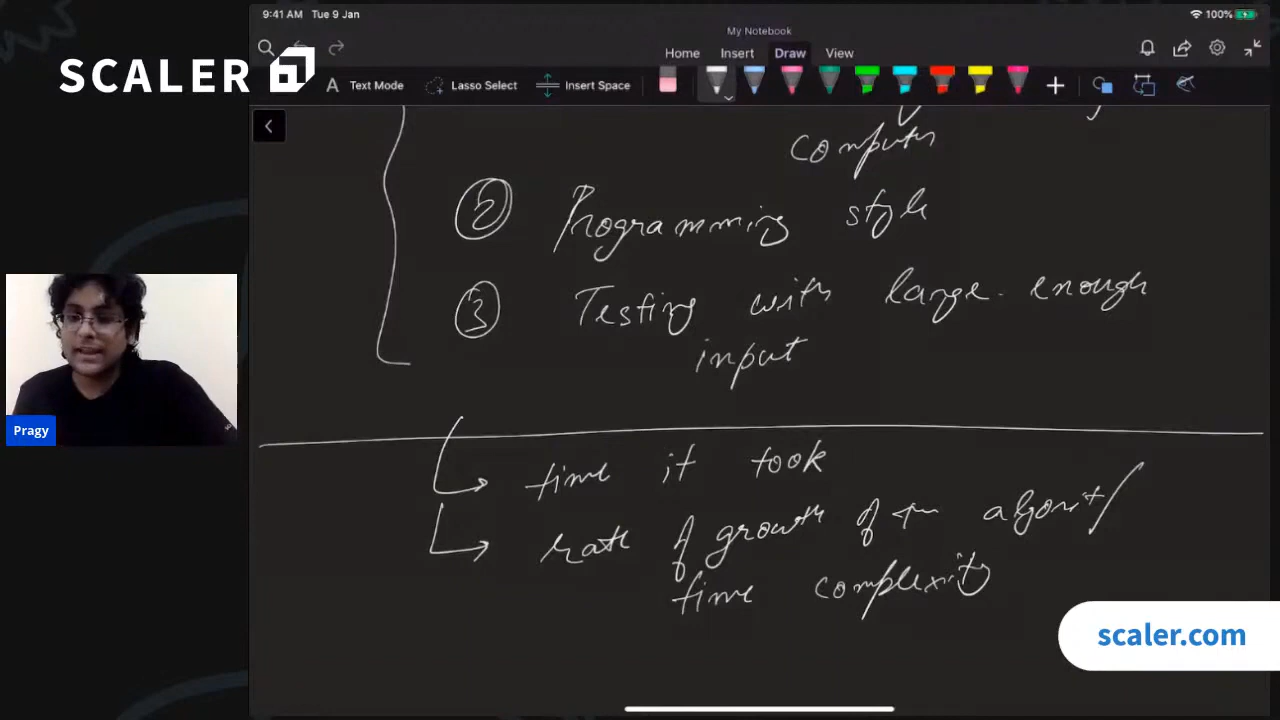 9:41 AM Tue 9 Jan
100%
My Notebook
SCALER
Home Insert Draw View
Text Mode Lasso Select Insert Space
computer
2 Programming style
3 Testing with large enough
input
time it took
rate of growth of the algorit/
time complexity
Pragy
scaler.com